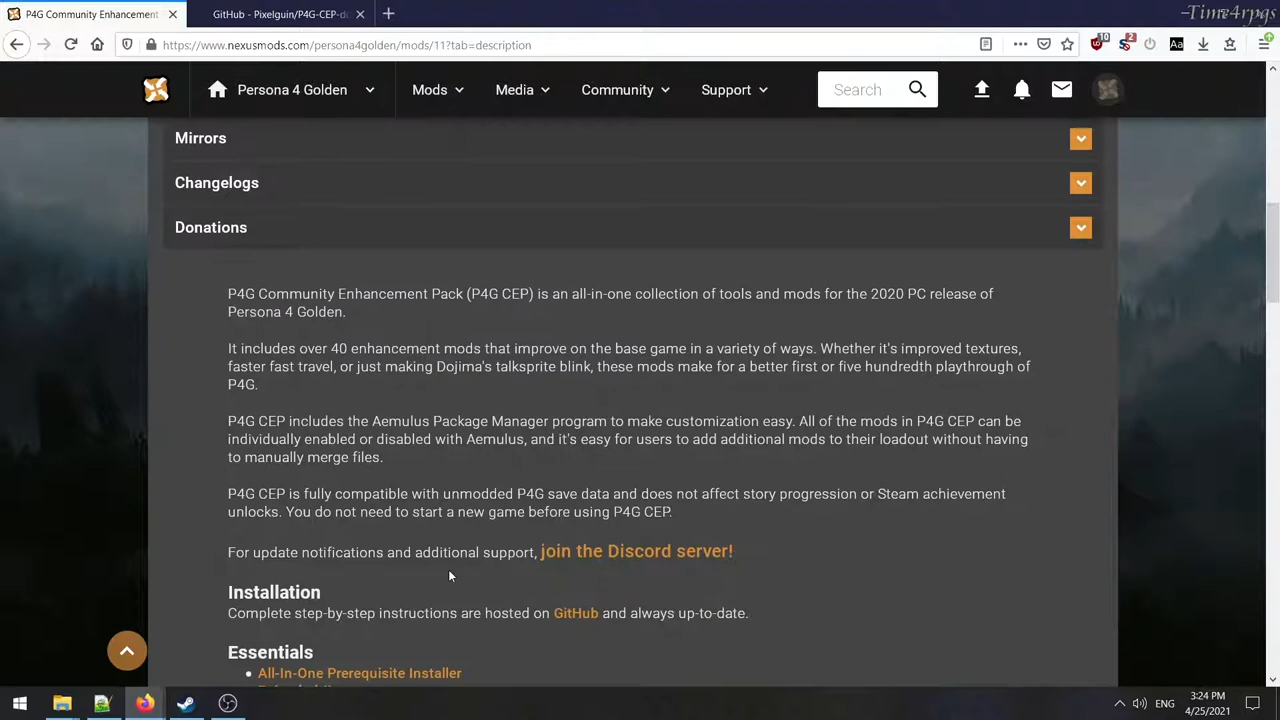 Time4rpgs
P4G Community Enhancement
GitHub - Pixelguin/P4G-CEP-do
https://www.nexusmods.com/persona4golden/mods/11?tab=description
10
2
Aa
Persona 4 Golden
Mods
Media
Community
Support
Search
Mirrors
Changelogs
Donations
P4G Community Enhancement Pack (P4G CEP) is an all-in-one collection of tools and mods for the 2020 PC release of
Persona 4 Golden.
It includes over 40 enhancement mods that improve on the base game in a variety of ways. Whether it's improved textures,
faster fast travel, or just making Dojima's talksprite blink, these mods make for a better first or five hundredth playthrough of
P4G.
P4G CEP includes the Aemulus Package Manager program to make customization easy. All of the mods in P4G CEP can be
individually enabled or disabled with Aemulus, and it's easy for users to add additional mods to their loadout without having
to manually merge files.
P4G CEP is fully compatible with unmodded P4G save data and does not affect story progression or Steam achievement
unlocks. You do not need to start a new game before using P4G CEP.
For update notifications and additional support, join the Discord server!
Installation
Complete step-by-step instructions are hosted on GitHub and always up-to-date.
Essentials
All-In-One Prerequisite Installer
ENG
3:24 PM
4/25/2021